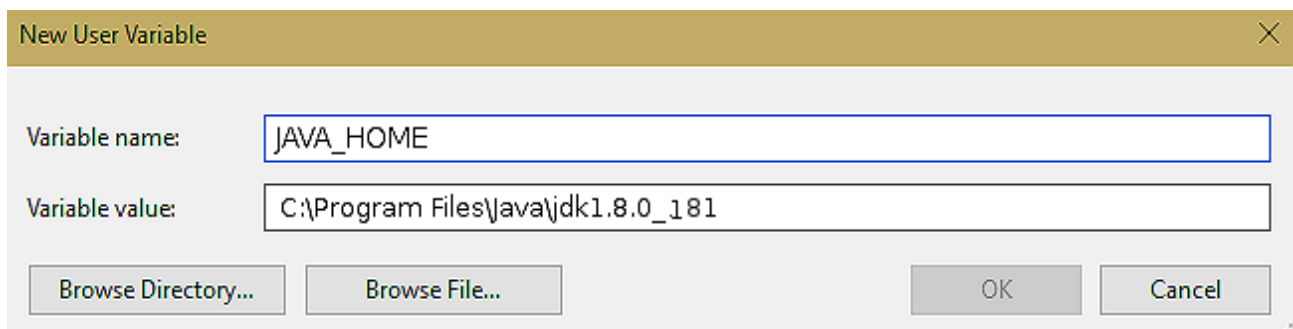 New User Variable
Variable name:
JAVA_HOME
Variable value:
C:\Program Files\Java\jdk1.8.0_181
Browse Directory...
Browse File...
OK
Cancel